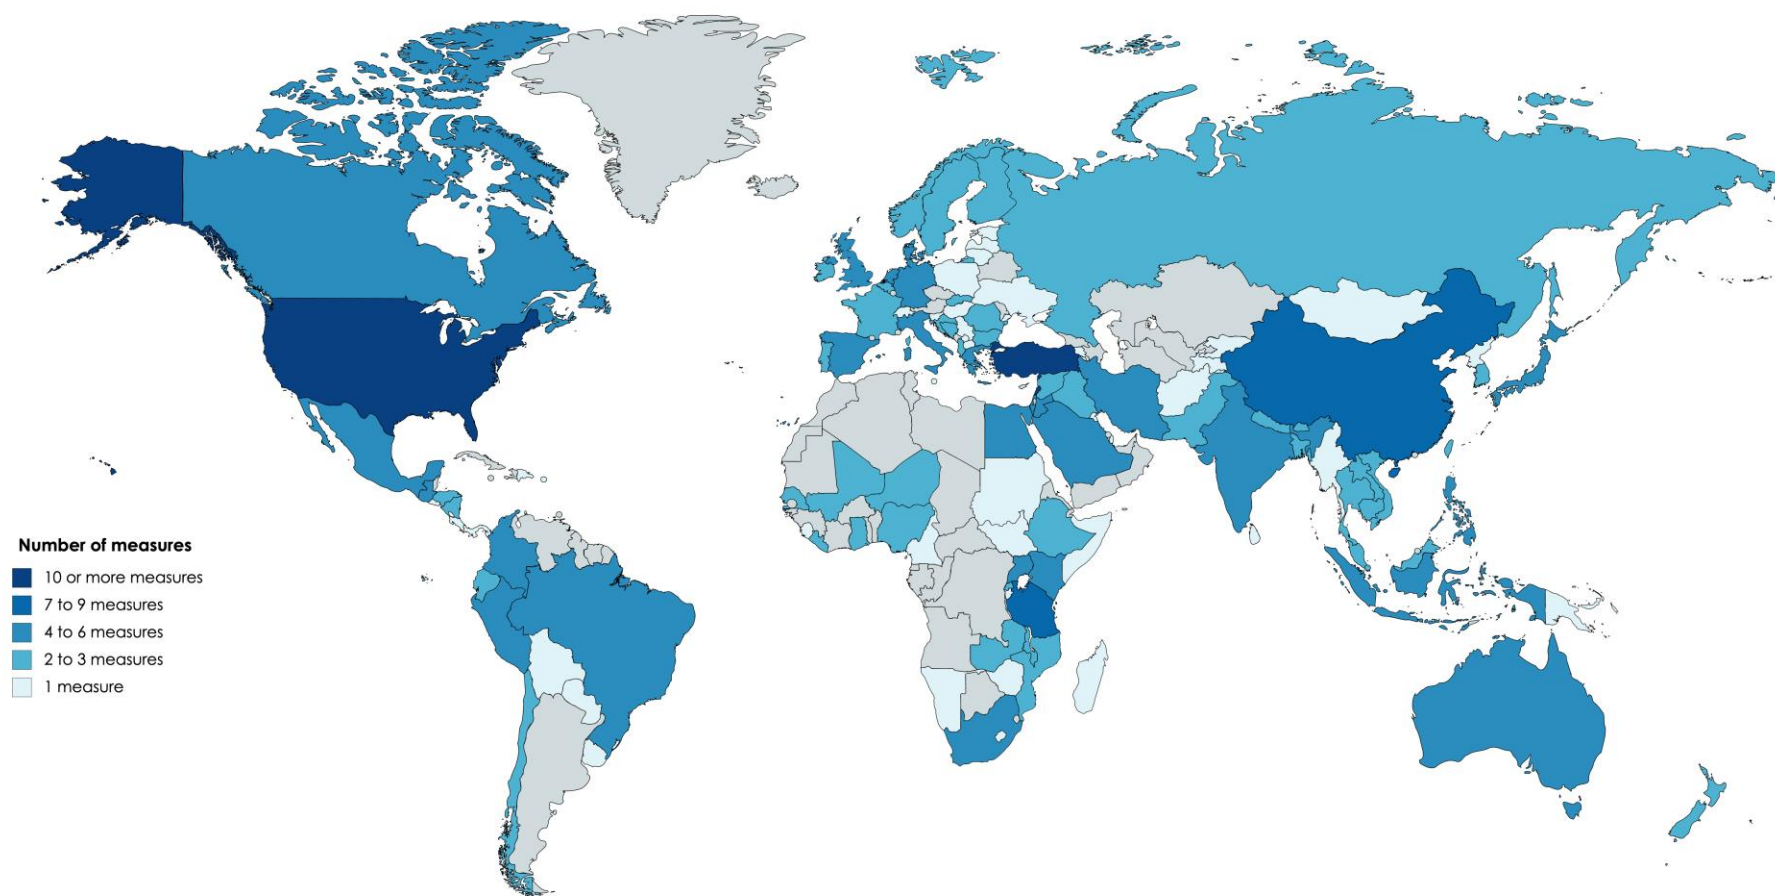 Number of measures
10 or more measures
7 to 9 measures
4 to 6 measures
2 to 3 measures
1 measure